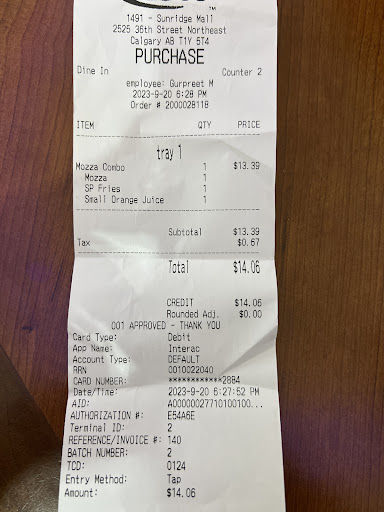 TM
1491 - Sunridge Mall
2525 36th Street Northeast
Calgary AB T1Y 5T4
PURCHASE
Dine In Counter 2
employee: Gurpreet M
2023-9-20 6:28 PM
Order # 2000028118
ITEM QTY PRICE
tray 1
Mozza Combo 1 $13.39
Mozza 1
SP Fries 1
Small Orange Juice 1
Subtotal $13.39
Tax $0.67
Total $14.06
CREDIT $14.06
Rounded Adj. $0.00
001 APPROVED - THANK YOU
Card Type: Debit
App Name: Interac
Account Type: DEFAULT
RRN 0010022040
CARD NUMBER: ************2884
Date/Time: 2023-9-20 6:27:52 PM
AID: A00000027710100100...
AUTHORIZATION #: E54A6E
Terminal ID: 2
REFERENCE/INVOICE #: 140
BATCH NUMBER: 2
TCD: 0124
Entry Method: Tap
Amount: $14.06